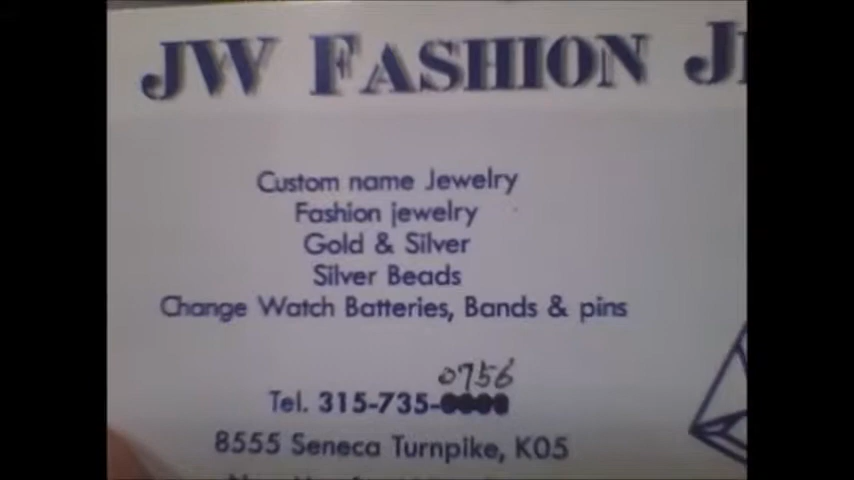 JW FASHION
Custom name Jewelry
Fashion jewelry
Gold & Silver
Silver Beads
Change Watch Batteries, Bands & pins
0756
Tel. 315-735-
8555 Seneca Turnpike, K05